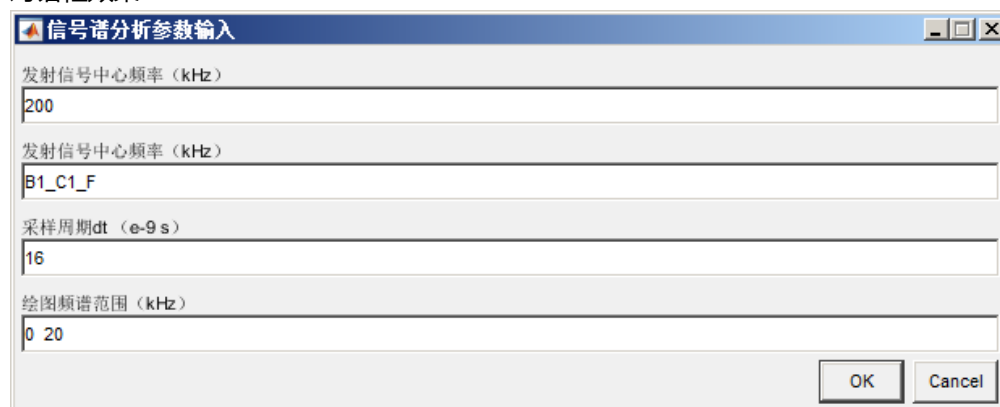 信号谱分析参数输入
发射信号中心频率（kHz）
200
发射信号中心频率（kHz）
B1_C1_F
采样周期dt （e-9 s）
16
绘图频谱范围（kHz）
0 20
OK Cancel